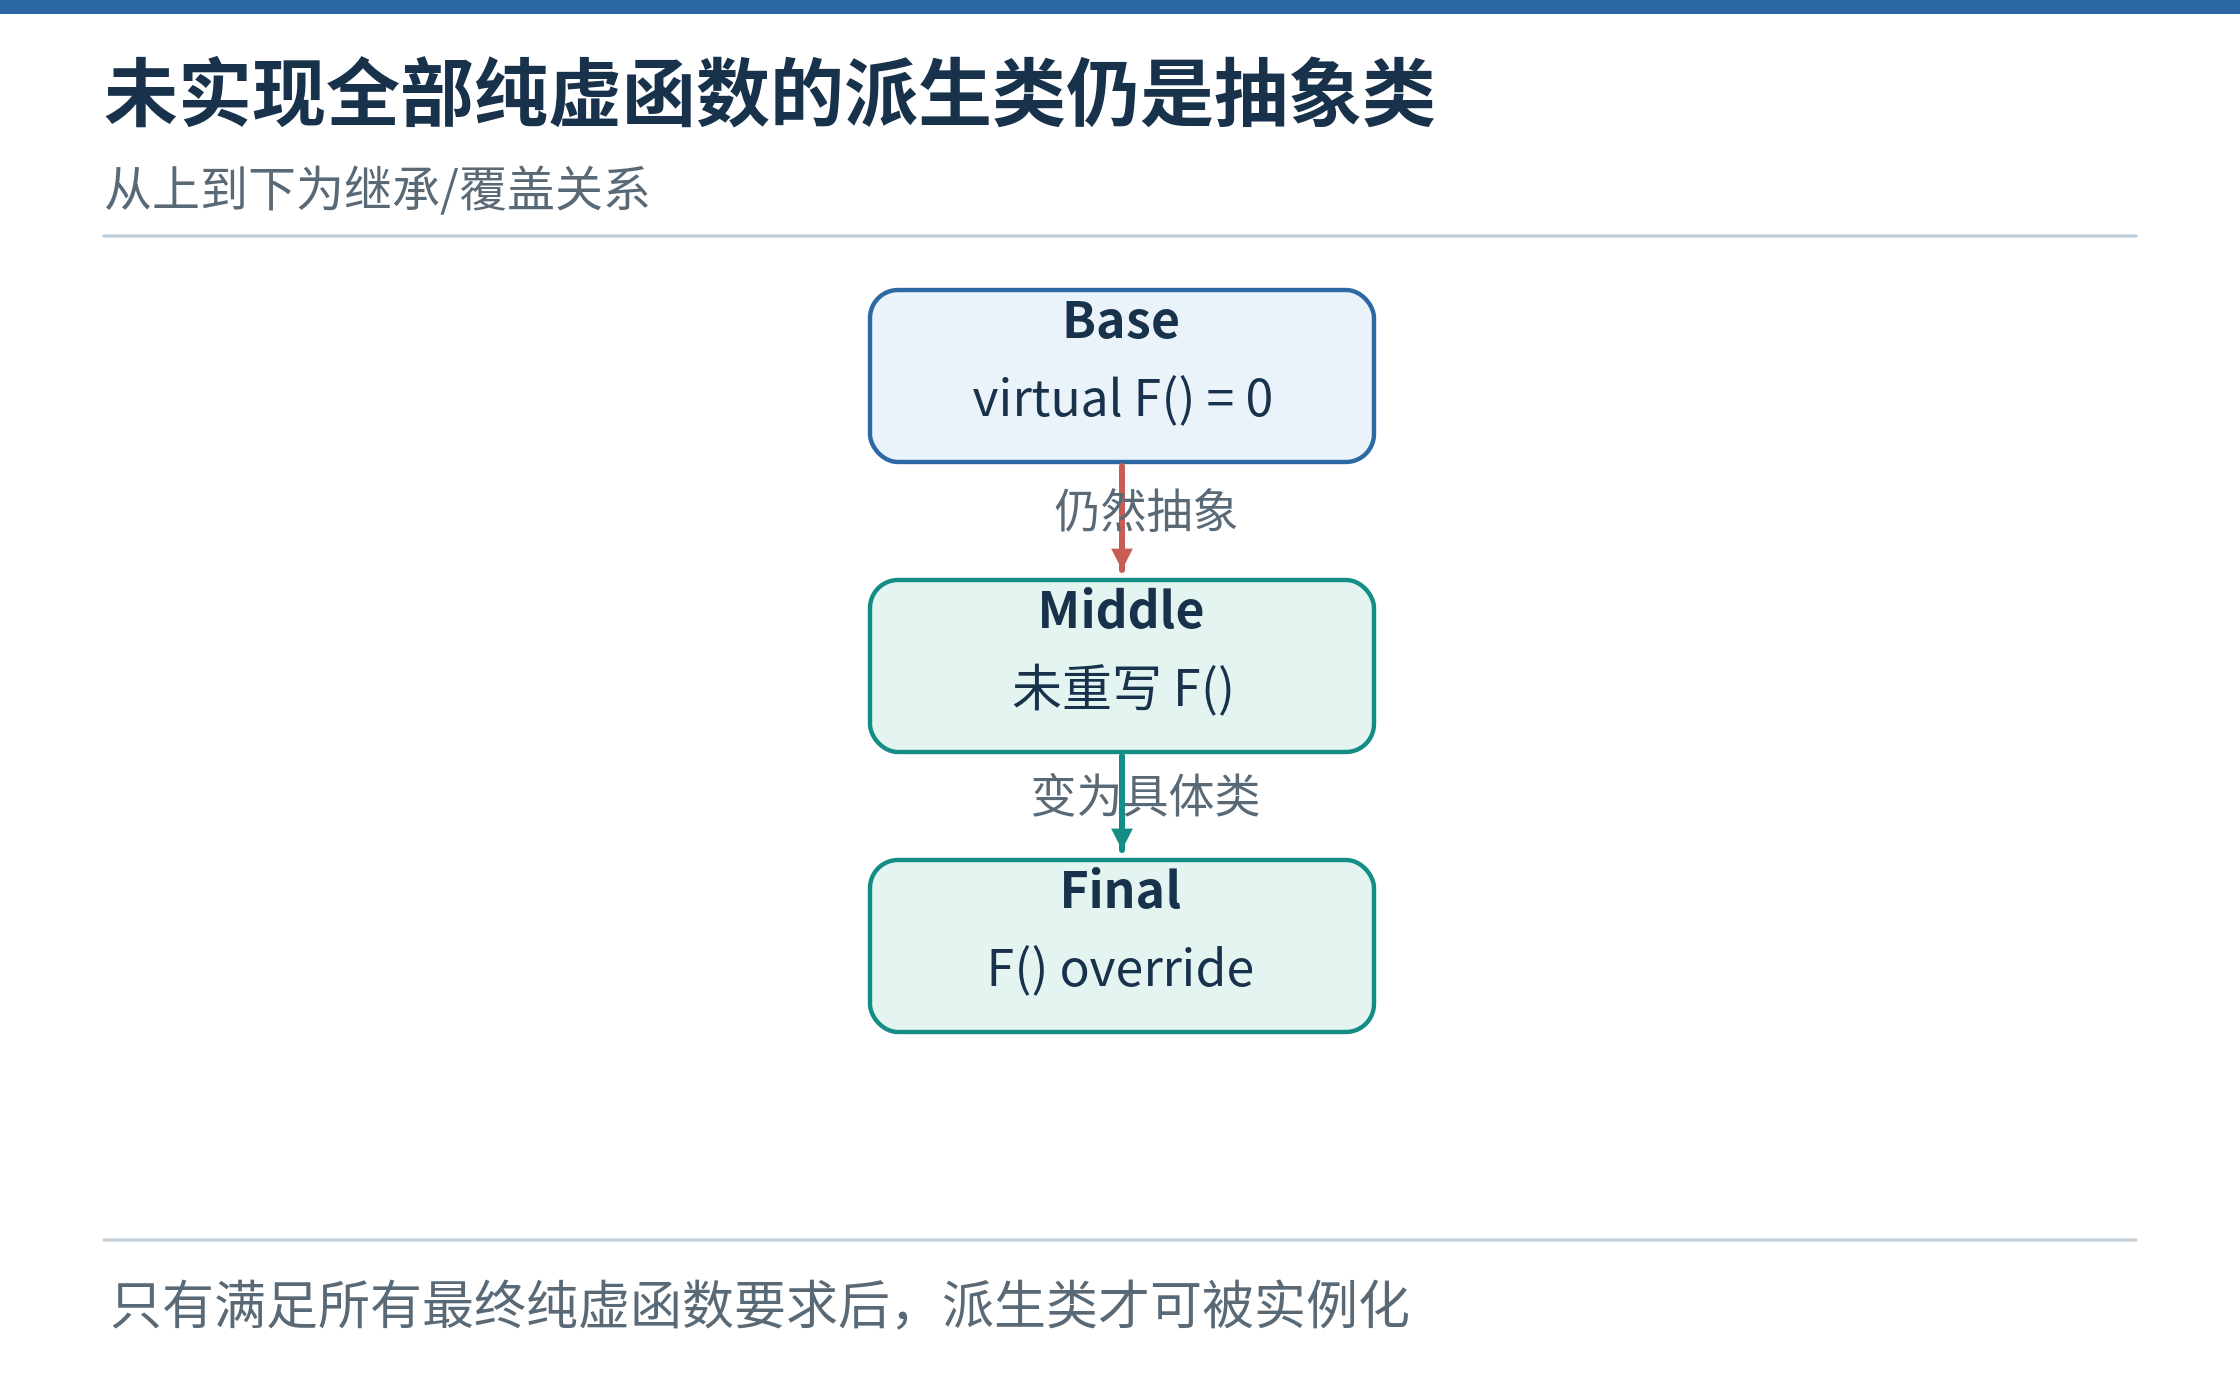 未实现全部纯虚函数的派生类仍是抽象类
从上到下为继承/覆盖关系
Base
virtual F() = 0
仍然抽象
Middle
未重写 F()
变为具体类
Final
F() override
只有满足所有最终纯虚函数要求后，派生类才可被实例化